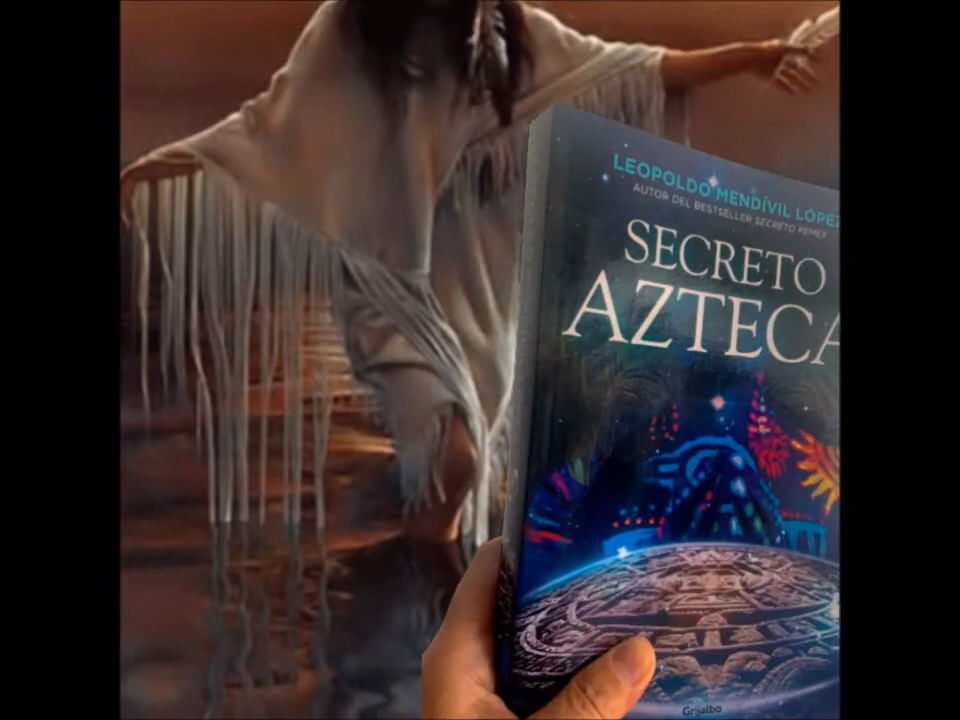 LEOPOLDO MENDÍVIL LÓPEZ
AUTOR DEL BESTSELLER SECRETO PEMEX
SECRETO
AZTECA
Grijalbo